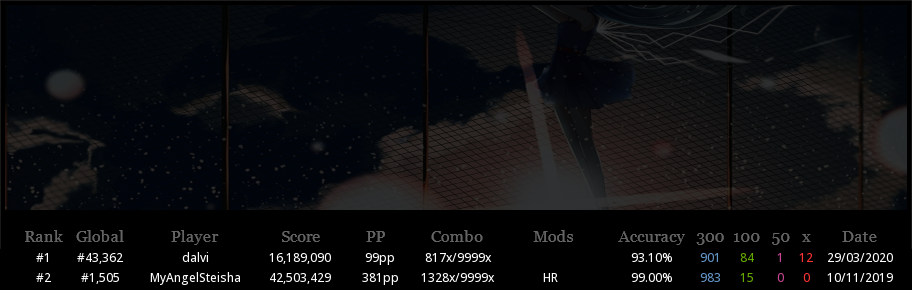 Rank Global Player Score PP Combo Mods Accuracy 300 100 50 x Date
#1 #43,362 dalvi 16,189,090 99pp 817x/9999x 93.10% 901 84 1 12 29/03/2020
#2 #1,505 MyAngelSteisha 42,503,429 381pp 1328x/9999x HR 99.00% 983 15 0 0 10/11/2019